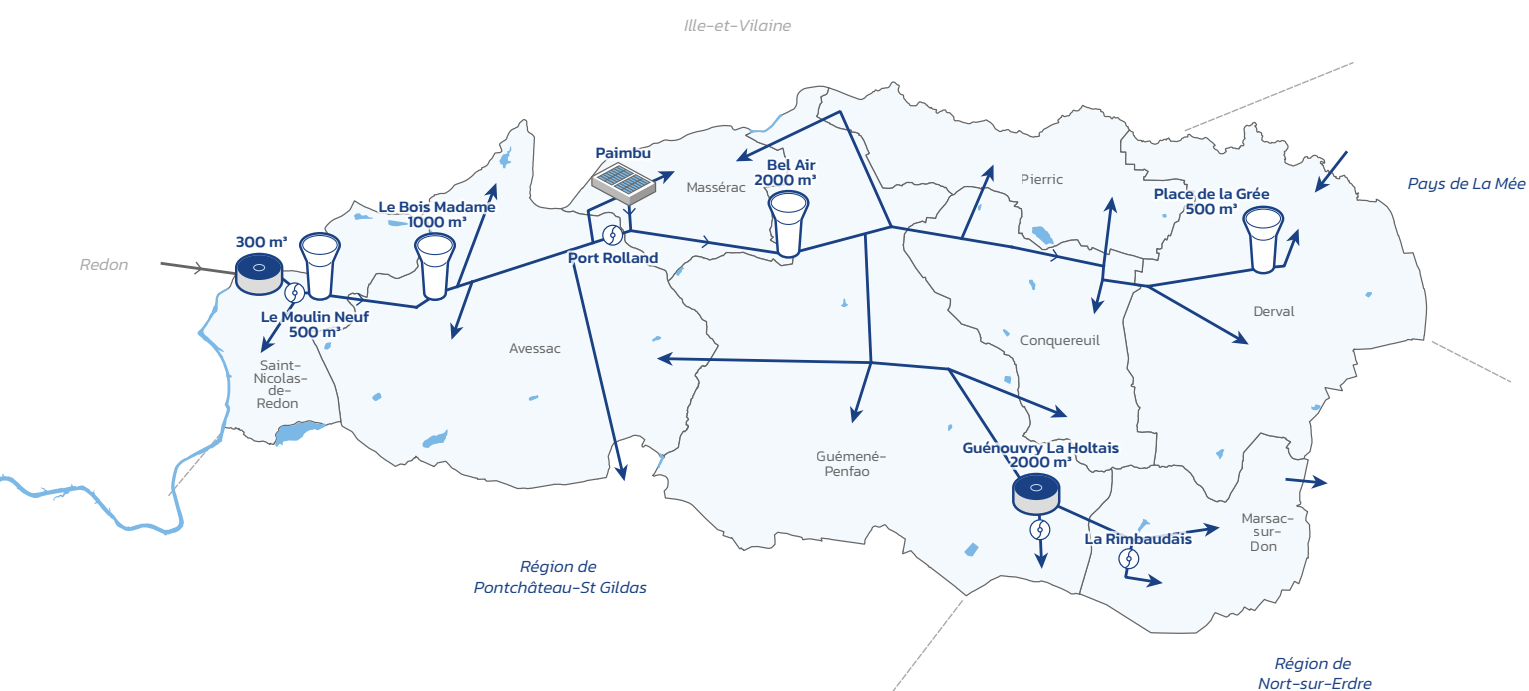 Ille-et-Vilaine
Paimbu
Bel Air
2000 m³
Massérac
Pierric
Pays de La Mée
Place de la Grée
500 m³
Le Bois Madame
1000 m³
300 m³
Redon
Port Rolland
Le Moulin Neuf
500 m³
Derval
Conquereuil
Avessac
Saint-
Nicolas-
de-
Redon
Guéméné-
Penfao
Guénouvry La Holtais
2000 m³
Marsac-
sur-
Don
La Rimbaudais
Région de
Pontchâteau-St Gildas
Région de
Nort-sur-Erdre